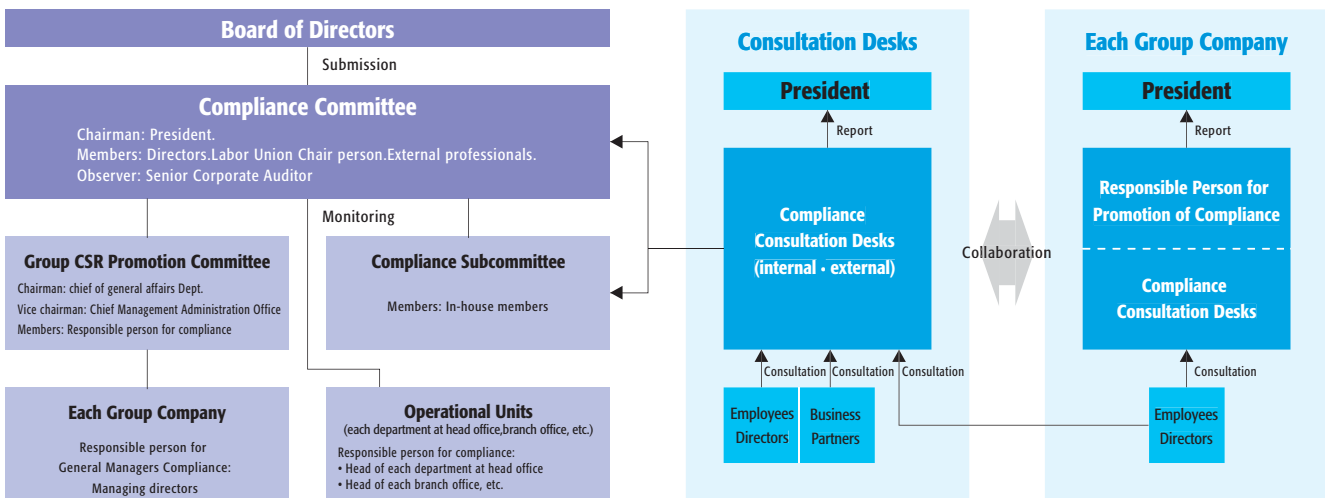 Board of Directors
Submission
Compliance Committee
Chairman: President.
Members: Directors.Labor Union Chair person.External professionals.
Observer: Senior Corporate Auditor
Monitoring
Group CSR Promotion Committee
Chairman: chief of general affairs Dept.
Vice chairman: Chief Management Administration Office
Members: Responsible person for compliance
Compliance Subcommittee
Members: In-house members
Each Group Company
Responsible person for
General Managers Compliance:
Managing directors
Operational Units
(each department at head office,branch office, etc.)
Responsible person for compliance:
• Head of each department at head office
• Head of each branch office, etc.
Consultation Desks
President
Report
Compliance
Consultation Desks
(internal · external)
Consultation
Consultation
Consultation
Employees
Directors
Business
Partners
Collaboration
Each Group Company
President
Report
Responsible Person for
Promotion of Compliance
Compliance
Consultation Desks
Consultation
Employees
Directors